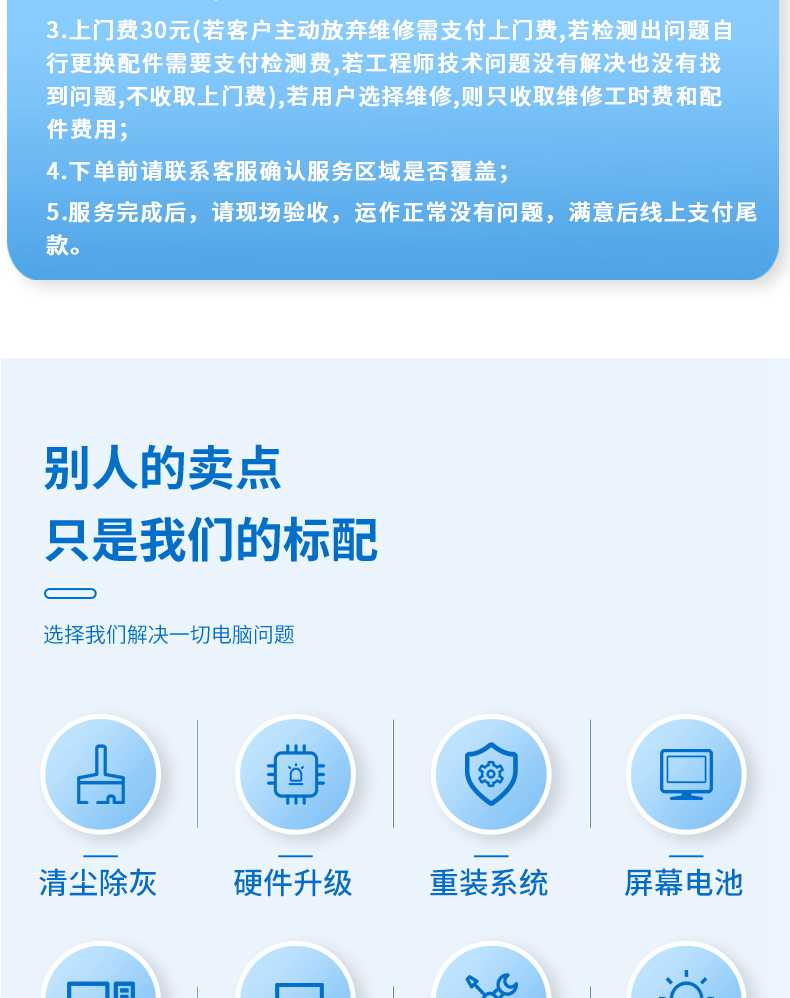 3.上门费30元(若客户主动放弃维修需支付上门费,若检测出问题自
行更换配件需要支付检测费,若工程师技术问题没有解决也没有找
到问题,不收取上门费),若用户选择维修,则只收取维修工时费和配
件费用；
4.下单前请联系客服确认服务区域是否覆盖；
5.服务完成后，请现场验收，运作正常没有问题，满意后线上支付尾
款。
别人的卖点
只是我们的标配
选择我们解决一切电脑问题
清尘除灰
硬件升级
重装系统
屏幕电池